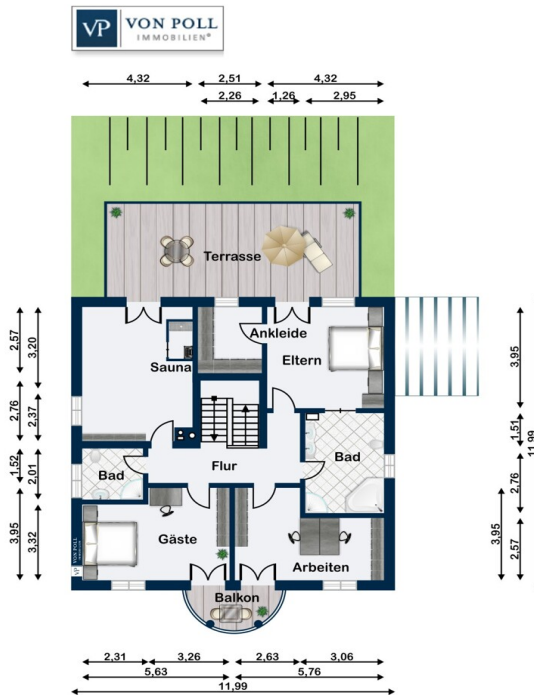 VP VON POLL
IMMOBILIEN®
4,32 2,51 4,32
2,26 1,26 2,95
Terrasse
Ankleide
Eltern
Sauna
Bad
Flur
Bad
Gäste
Arbeiten
Balkon
VP VON POLL
2,57 2,76 1,52 3,95
3,20 2,37 2,01 3,32
3,95 1,51 2,76 2,57
3,95
11,99
2,31 3,26 2,63 3,06
5,63 5,76
11,99